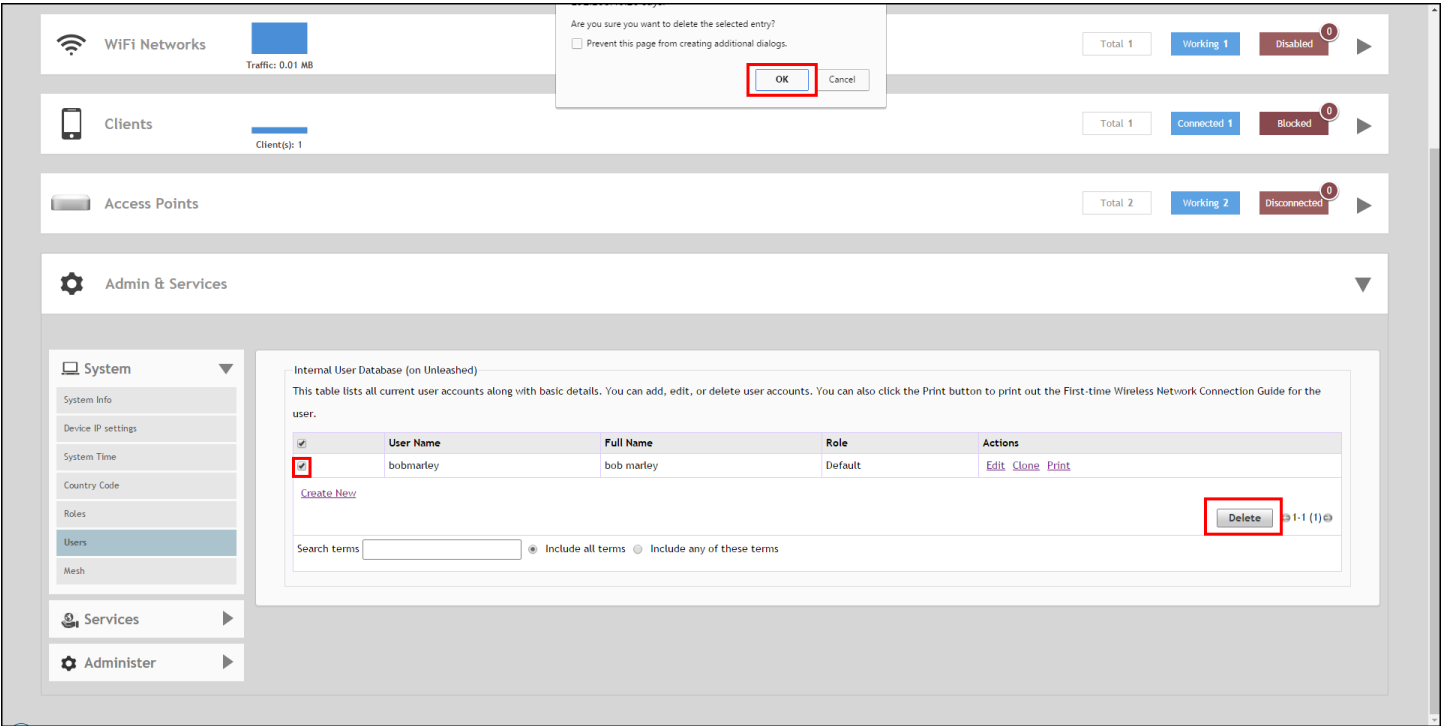 Are you sure you want to delete the selected entry?
Prevent this page from creating additional dialogs.
OK Cancel
WiFi Networks
Traffic: 0.01 MB
Total 1 Working 1 Disabled 0
Clients
Client(s): 1
Total 1 Connected 1 Blocked 0
Access Points
Total 2 Working 2 Disconnected 0
Admin & Services
System
System Info
Device IP settings
System Time
Country Code
Roles
Users
Mesh
Services
Administer
Internal User Database (on Unleashed)
This table lists all current user accounts along with basic details. You can add, edit, or delete user accounts. You can also click the Print button to print out the First-time Wireless Network Connection Guide for the
user.
User Name Full Name Role Actions
bobmarley bob marley Default Edit Clone Print
Create New
Delete 1-1 (1)
Search terms Include all terms Include any of these terms